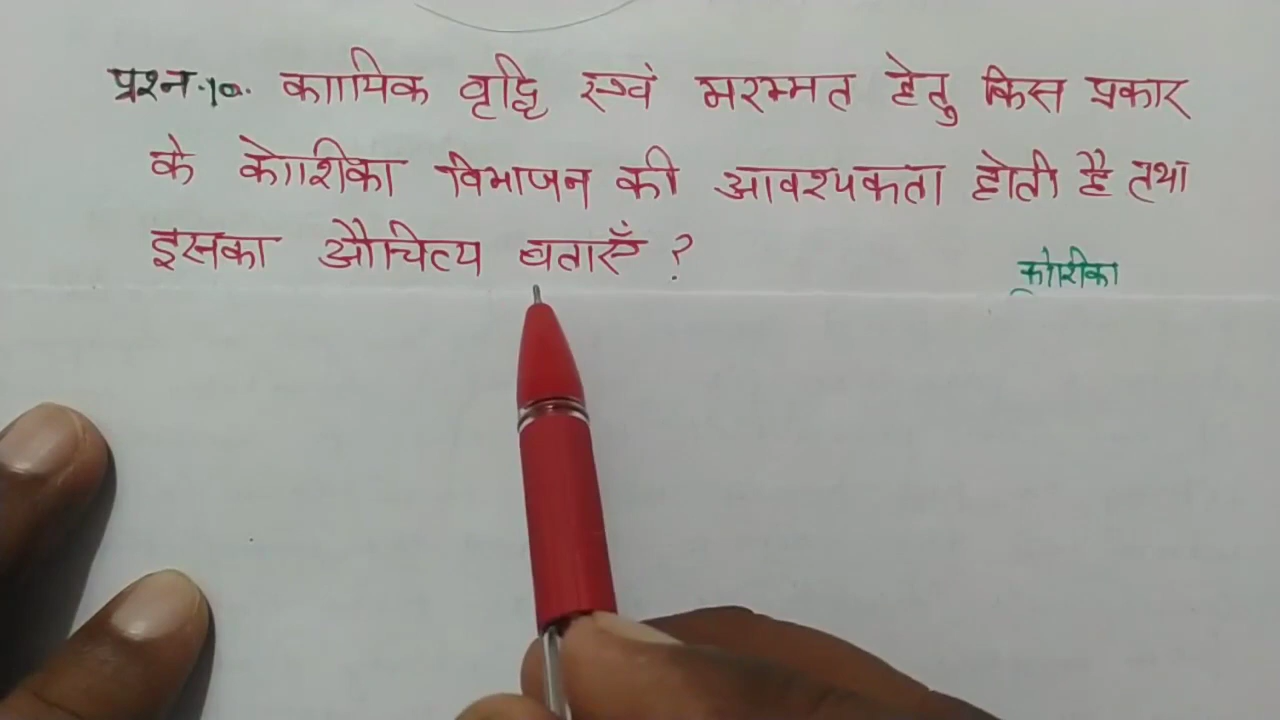 प्रश्न.10. कायिक वृद्धि एवं मरम्मत हेतु किस प्रकार
के कोशिका विभाजन की आवश्यकता होती है तथा
इसका औचित्य बताएँ ?
कोशिका